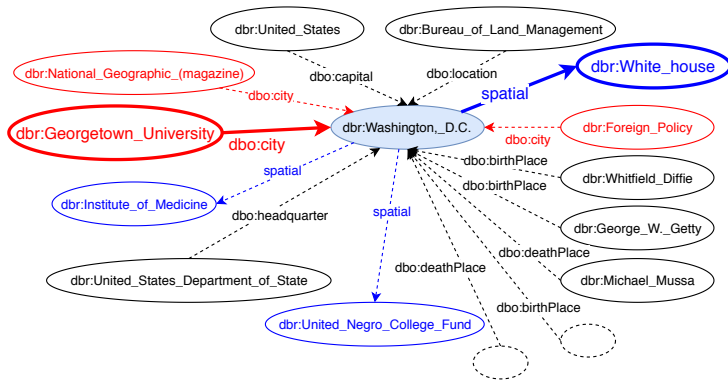 dbr:United_States
dbr:Bureau_of_Land_Management
dbr:National_Geographic_(magazine)
dbo:capital
dbo:location
dbr:White_house
dbo:city
spatial
dbr:Georgetown_University
dbo:city
dbr:Washington,_D.C.
dbo:city
dbr:Foreign_Policy
spatial
dbo:birthPlace
dbr:Whitfield_Diffie
dbr:Institute_of_Medicine
spatial
dbo:birthPlace
dbo:headquarter
dbr:George_W._Getty
dbo:deathPlace
dbr:United_States_Department_of_State
dbo:deathPlace
dbr:Michael_Mussa
dbo:birthPlace
dbr:United_Negro_College_Fund